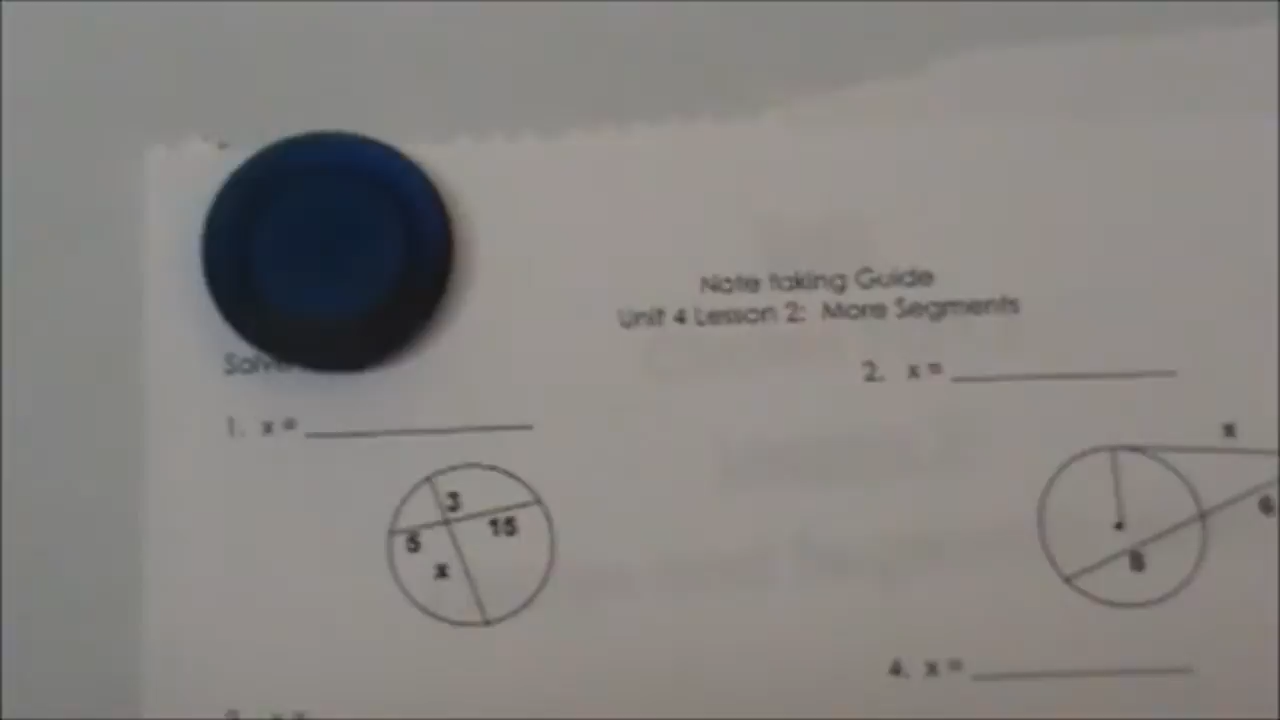 Note taking Guide
Unit 4 Lesson 2: More Segments
2. x = 
1. x = 
x
3
15
5
x
6
8
4. x =